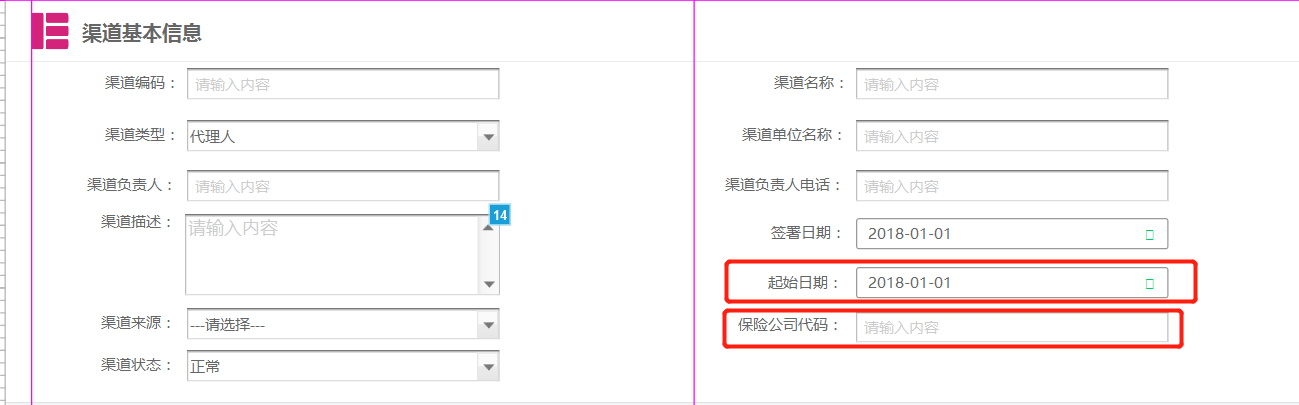 渠道基本信息
渠道编码： 请输入内容
渠道名称： 请输入内容
渠道类型： 代理人
渠道单位名称： 请输入内容
渠道负责人： 请输入内容
渠道负责人电话： 请输入内容
渠道描述： 请输入内容
14
签署日期： 2018-01-01
起始日期： 2018-01-01
渠道来源： ---请选择---
保险公司代码： 请输入内容
渠道状态： 正常